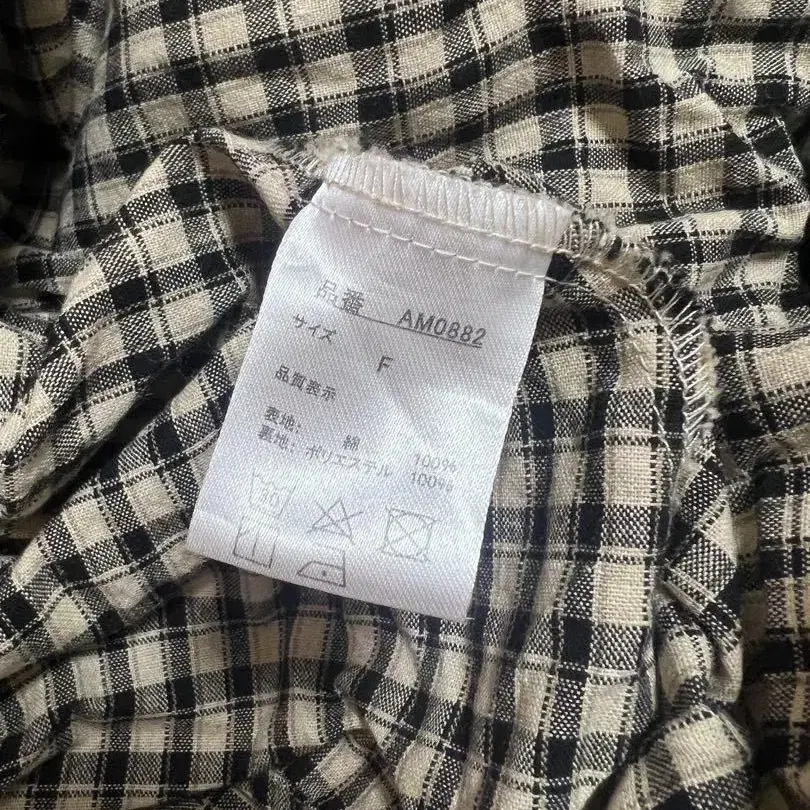 品番 AM0882
サイズ F
品質表示
表地: 綿 100%
裏地: ポリエステル 100%
30